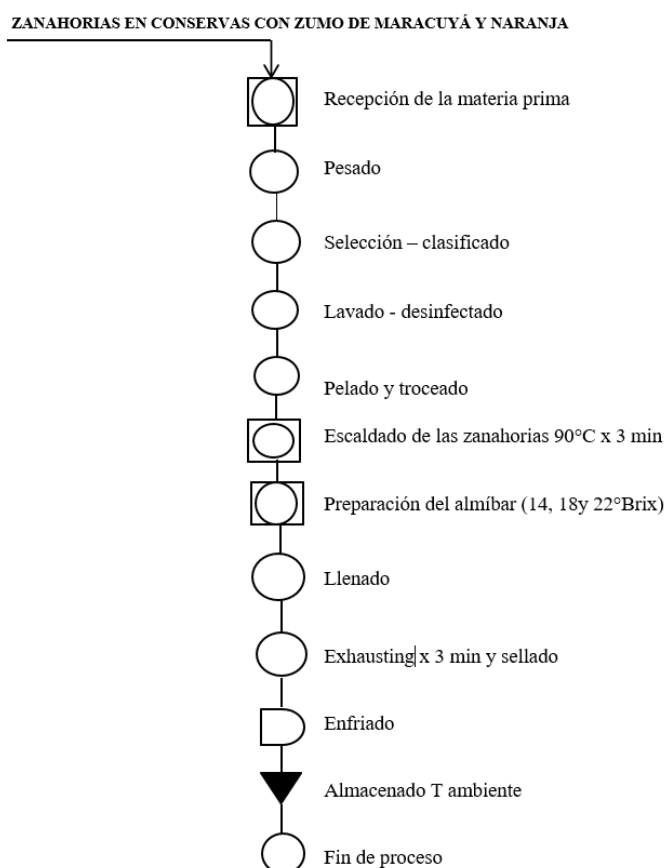 ZANAHORIAS EN CONSERVAS CON ZUMO DE MARACUYÁ Y NARANJA
Recepción de la materia prima
Pesado
Selección – clasificado
Lavado - desinfectado
Pelado y troceado
Escaldado de las zanahorias 90°C x 3 min
Preparación del almíbar (14, 18y 22°Brix)
Llenado
Exhausting x 3 min y sellado
Enfriado
Almacenado T ambiente
Fin de proceso